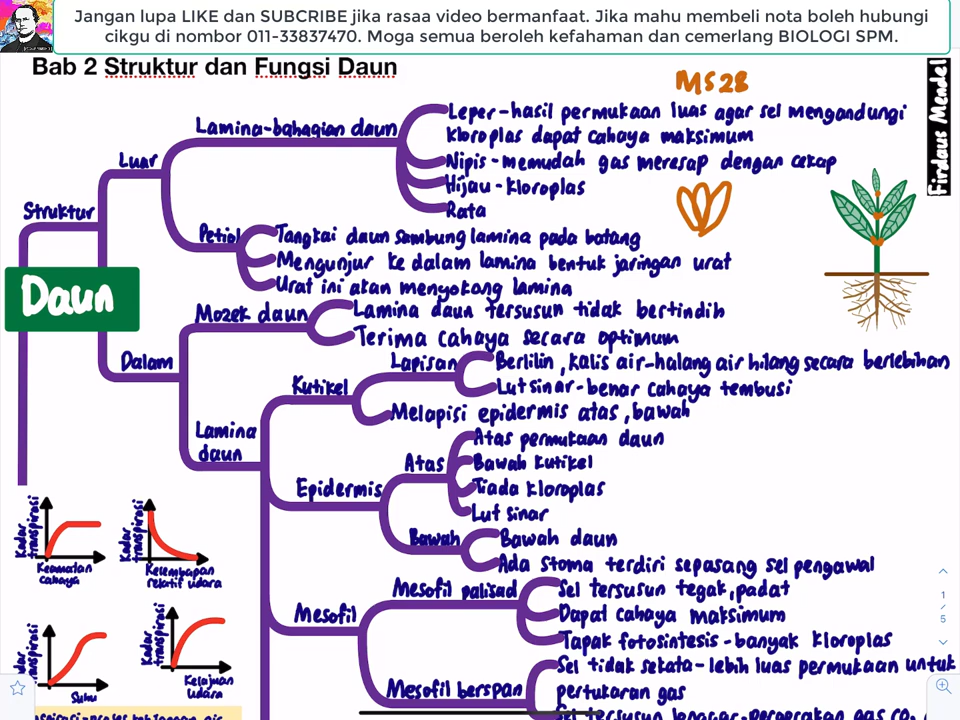 Jangan lupa LIKE dan SUBCRIBE jika rasaa video bermanfaat. Jika mahu membeli nota boleh hubungi
cikgu di nombor 011-33837470. Moga semua beroleh kefahaman dan cemerlang BIOLOGI SPM.
Bab 2 Struktur dan Fungsi Daun
MS28
Firdaus Mendel
Daun
Struktur
Luar
Lamina-bahagian daun
Leper-hasil permukaan luas agar sel mengandungi
kloroplas dapat cahaya maksimum
Nipis-memudah gas meresap dengan cekap
Hijau-kloroplas
Rata
Petiol
Tangkai daun sambung lamina pada batang
Mengunjur ke dalam lamina bentuk jaringan urat
Urat ini akan menyokong lamina
Dalam
Mozek daun
Lamina daun tersusun tidak bertindih
Terima cahaya secara optimum
Lamina
daun
Kutikel
Lapisan
Berlilin, kalis air-halang air hilang secara berlebihan
Lutsinar-benar cahaya tembusi
Melapisi epidermis atas, bawah
Epidermis
Atas
Atas permukaan daun
Bawah kutikel
Tiada kloroplas
Lut sinar
Bawah
Bawah daun
Ada stoma terdiri sepasang sel pengawal
Mesofil
Mesofil palisad
Sel tersusun tegak, padat
Dapat cahaya maksimum
Tapak fotosintesis-banyak kloroplas
Mesofil berspan
Sel tidak sekata-lebih luas permukaan untuk
pertukaran gas
Kadar transpirasi
Keamatan
cahaya
Kadar transpirasi
Kelembapan
relatif udara
transpirasi
Suhu
Kadar transpirasi
Kelajuan
udara
1
/
5